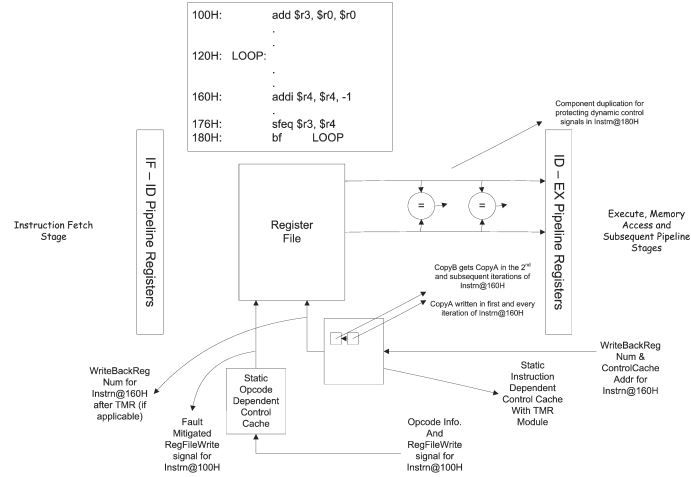 100H: add $r3, $r0, $r0
.
.
120H: LOOP:
.
.
160H: addi $r4, $r4, -1
.
176H: sfeq $r3, $r4
180H: bf LOOP
Component duplication for
protecting dynamic control
signals in Instrn@180H
IF – ID Pipeline Registers
ID – EX Pipeline Registers
Instruction Fetch
Stage
Register
File
=
=
Execute, Memory
Access and
Subsequent Pipeline
Stages
CopyB gets CopyA in the 2nd
and subsequent iterations of
Instrn@160H
CopyA written in first and every
iteration of Instrn@160H
WriteBackReg
Num for
Instrn@160H
after TMR (if
applicable)
Static
Opcode
Dependent
Control
Cache
Static
Instruction
Dependent
Control Cache
With TMR
Module
WriteBackReg
Num &
ControlCache
Addr for
Instrn@160H
Fault
Mitigated
RegFileWrite
signal for
Instrn@100H
Opcode Info.
And
RegFileWrite
signal for
Instrn@100H